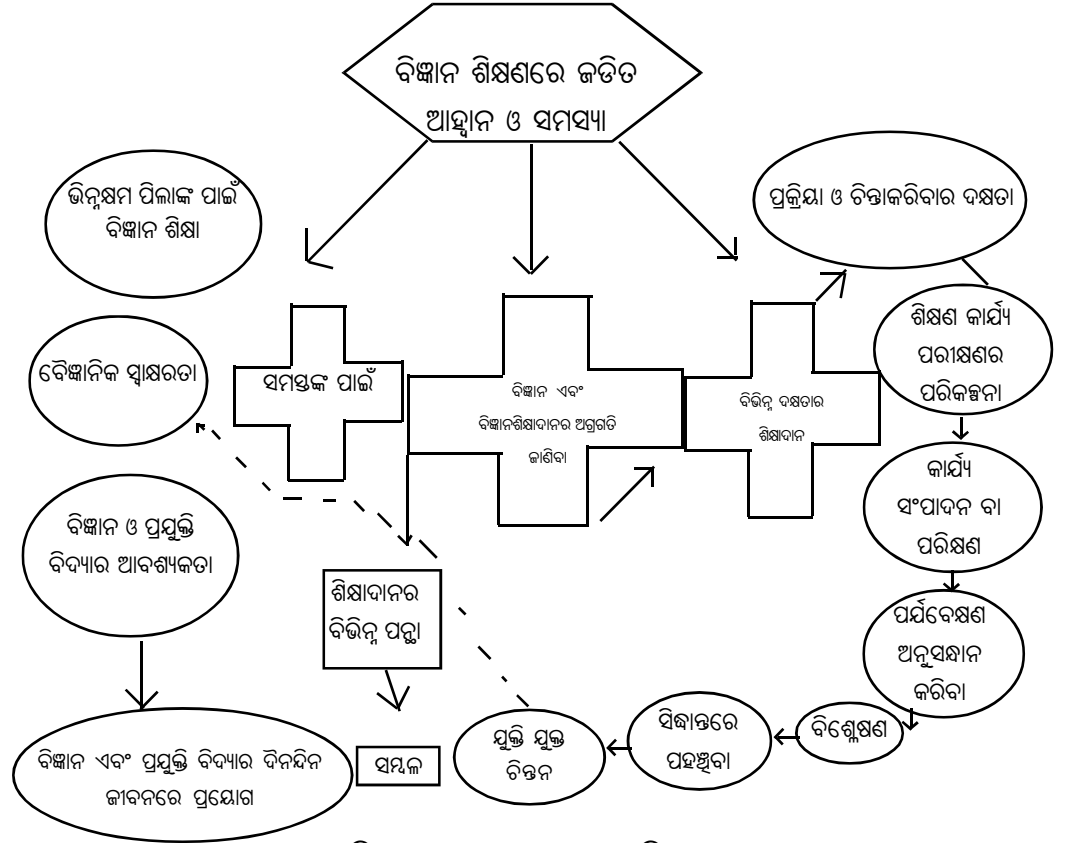 ବିଜ୍ଞାନ ଶିକ୍ଷଣରେ ଜଡିତ
ଆହ୍ୱାନ ଓ ସମସ୍ୟା
ଭିନ୍ନକ୍ଷମ ପିଲାଙ୍କ ପାଇଁ
ବିଜ୍ଞାନ ଶିକ୍ଷା
ବୈଜ୍ଞାନିକ ସ୍ୱାକ୍ଷରତା
ବିଜ୍ଞାନ ଓ ପ୍ରଯୁକ୍ତି
ବିଦ୍ୟାର ଆବଶ୍ୟକତା
ବିଜ୍ଞାନ ଏବଂ ପ୍ରଯୁକ୍ତି ବିଦ୍ୟାର ଦୈନନ୍ଦିନ
ଜୀବନରେ ପ୍ରୟୋଗ
ସମସ୍ତଙ୍କ ପାଇଁ
ବିଜ୍ଞାନ ଏବଂ
ବିଜ୍ଞାନଶିକ୍ଷାଦାନର ଅଗ୍ରଗତି
ଜାଣିବା
ଶିକ୍ଷାଦାନର
ବିଭିନ୍ନ ପନ୍ଥା
ସମ୍ବଳ
ବିଭିନ୍ନ ଦକ୍ଷତାର
ଶିକ୍ଷାଦାନ
ପ୍ରକ୍ରିୟା ଓ ଚିନ୍ତାକରିବାର ଦକ୍ଷତା
ଶିକ୍ଷଣ କାର୍ଯ୍ୟ
ପରୀକ୍ଷଣର
ପରିକଳ୍ପନା
କାର୍ଯ୍ୟ
ସଂପାଦନ ବା
ପରିକ୍ଷଣ
ପର୍ଯବେକ୍ଷଣ
ଅନୁସନ୍ଧାନ
କରିବା
ବିଶ୍ଳେଷଣ
ସିଦ୍ଧାନ୍ତରେ
ପହଞ୍ଚିବା
ଯୁକ୍ତି ଯୁକ୍ତ
ଚିନ୍ତନ